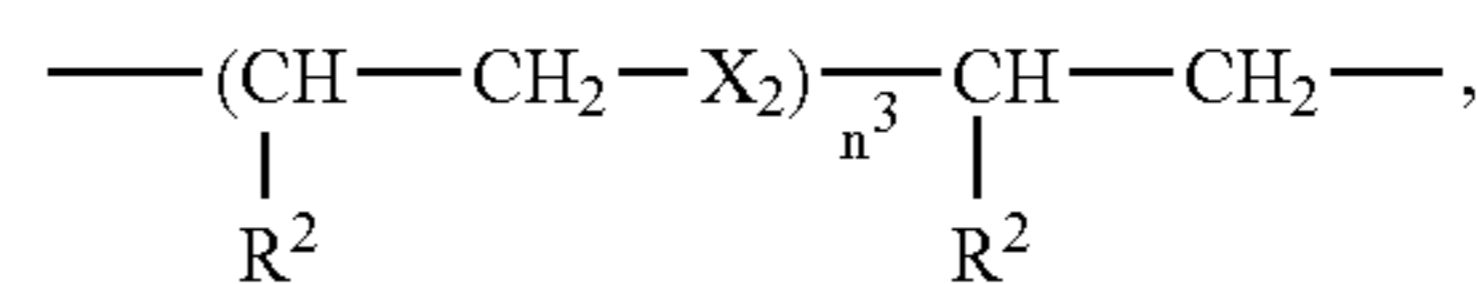 —(CH—CH₂—X₂)ₙ³—CH—CH₂—,
R² R²